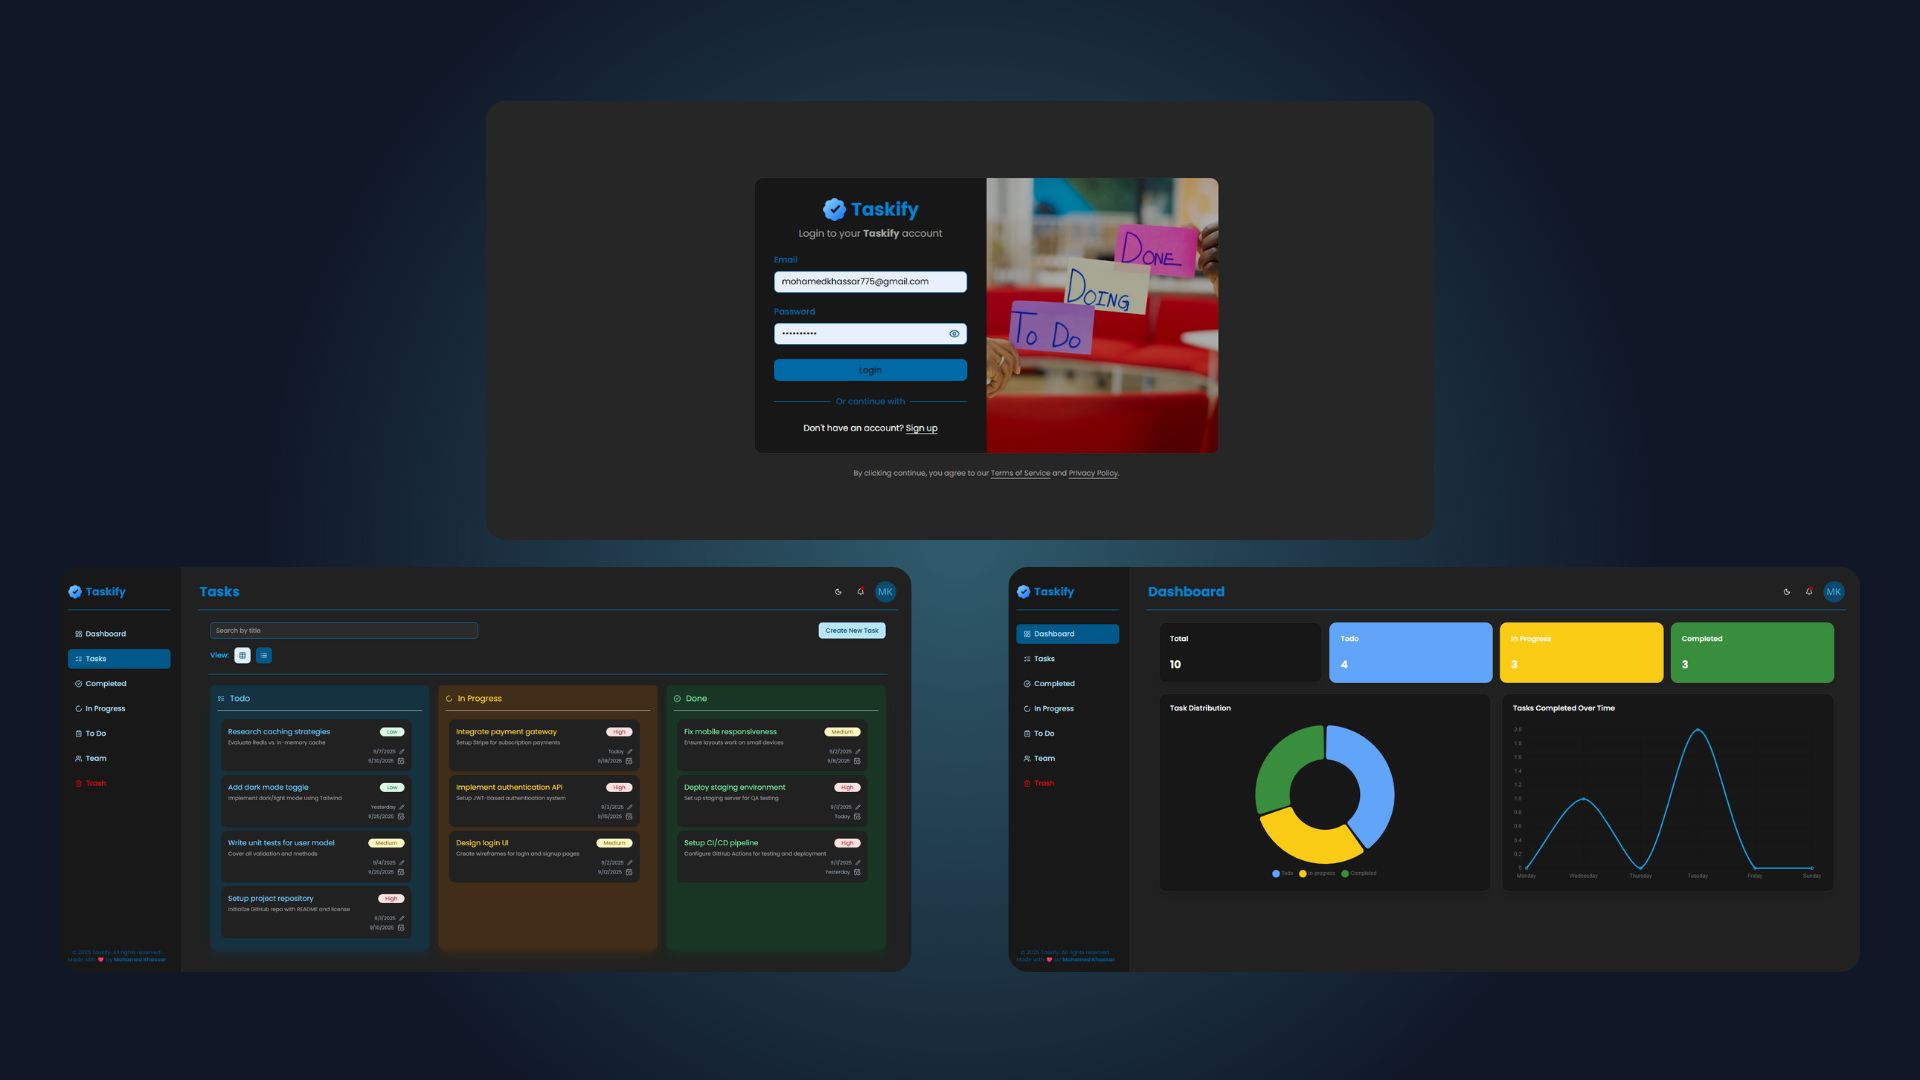 Taskify
Login to your Taskify account
Email
mohamedkhassar775@gmail.com
Password
••••••••••
Login
Or continue with
Don't have an account? Sign up
DONE
DOING
TO DO
By clicking continue, you agree to our Terms of Service and Privacy Policy.
Taskify
Dashboard
Tasks
Completed
In Progress
To Do
Team
Trash
© 2025 Taskify. All rights reserved.
Made with ❤️ by Mohamed Khassar
Tasks
MK
Search by title
Create New Task
View:
Todo
Research caching strategies
Low
Evaluate Redis vs. in-memory cache
9/7/2025
9/30/2025
Add dark mode toggle
Low
Implement dark/light mode using Tailwind
Yesterday
9/25/2025
Write unit tests for user model
Medium
Cover all validation and methods
9/4/2025
9/20/2025
Setup project repository
High
Initialize GitHub repo with README and license
9/1/2025
9/10/2025
In Progress
Integrate payment gateway
High
Setup Stripe for subscription payments
Today
9/18/2025
Implement authentication API
High
Setup JWT-based authentication system
9/3/2025
9/15/2025
Design login UI
Medium
Create wireframes for login and signup pages
9/2/2025
9/12/2025
Done
Fix mobile responsiveness
Medium
Ensure layouts work on small devices
9/2/2025
9/8/2025
Deploy staging environment
High
Set up staging server for QA testing
9/1/2025
Today
Setup CI/CD pipeline
High
Configure GitHub Actions for testing and deployment
9/1/2025
Yesterday
Taskify
Dashboard
Tasks
Completed
In Progress
To Do
Team
Trash
© 2025 Taskify. All rights reserved.
Made with ❤️ by Mohamed Khassar
Dashboard
MK
Total
10
Todo
4
In Progress
3
Completed
3
Task Distribution
Todo
In-progress
Completed
Tasks Completed Over Time
2.0
1.8
1.6
1.4
1.2
1.0
0.8
0.6
0.4
0.2
0
Monday
Wednesday
Thursday
Tuesday
Friday
Sunday